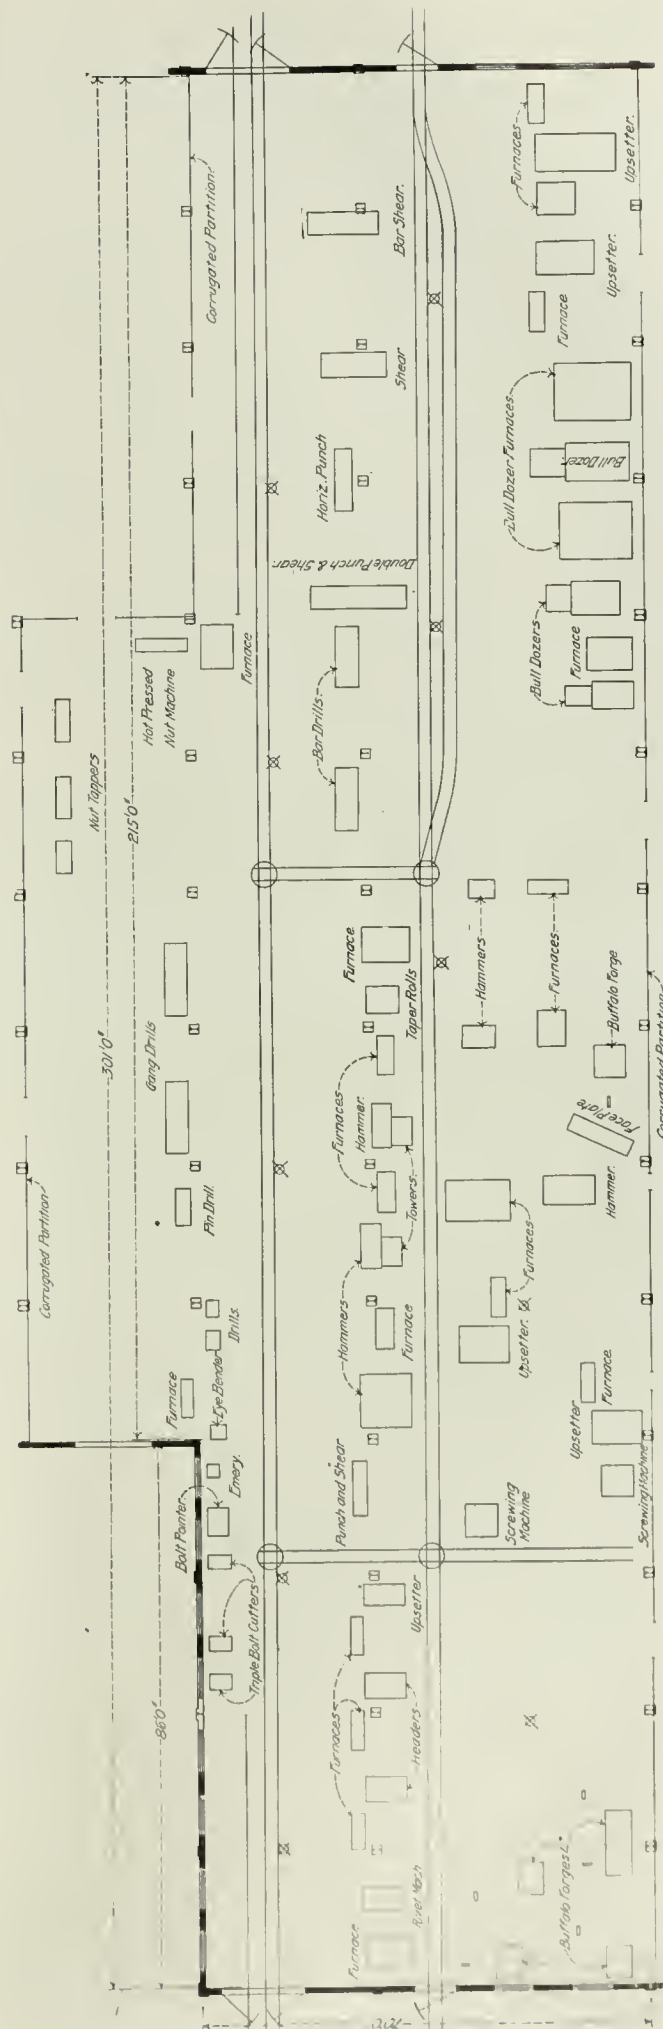 Corrugated Partition
Bar Shear.
Furnaces
Upsetter.
Upsetter.
Furnace
Shear
Horiz. Punch
Double Punch & Shear.
Bull Dozer Furnaces
Bull Dozer.
Bull Dozers
Furnace
Hot Pressed
Nut Machine
Furnace
Bar Drills
Nut Tappers
301'0"
215'0"
Gang Drills
Furnace
Taper Rolls
Hammers
Furnaces
Buffalo Forge
Face Plate
Corrugated Partition
Furnaces
Hammer.
Towers.
Pin Drill.
Corrugated Partition
Hammer.
Furnaces
Hammers
Furnace
Upsetter.
Drills.
Eye Bender
Furnace
Emery.
Bolt Pointer
Punch and Shear
Screwing
Machine
Upsetter
Furnace.
Screwing Machine
Triple Bolt Cutters
86'0"
Upsetter
Furnaces
Headers
Rivet Mach
Furnace
Buffalo Forges